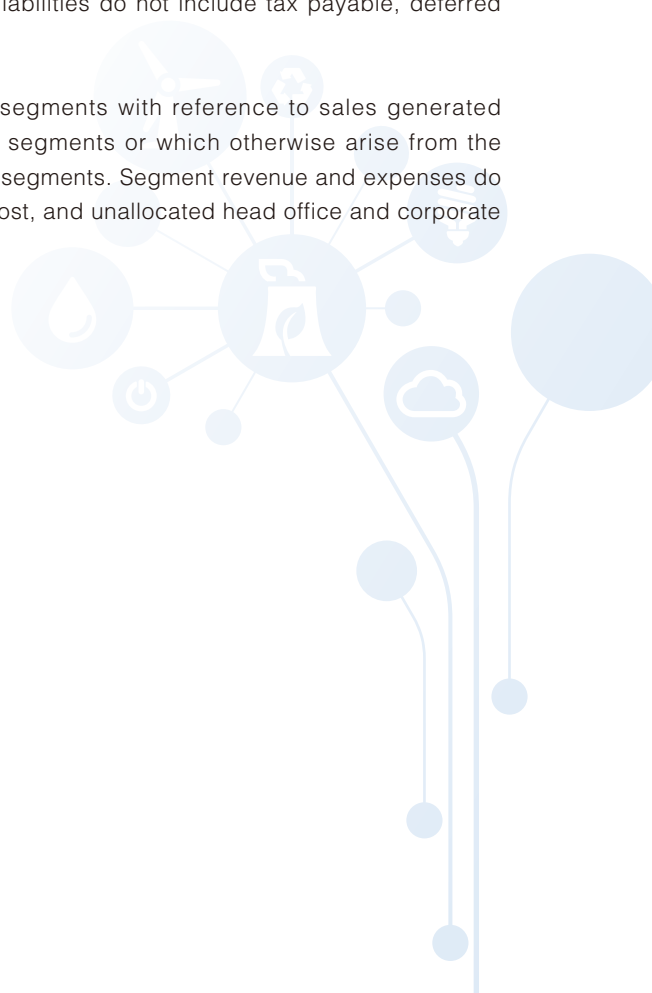 liabilities do not include tax payable, deferred
segments with reference to sales generated
segments or which otherwise arise from the
segments. Segment revenue and expenses do
ost, and unallocated head office and corporate